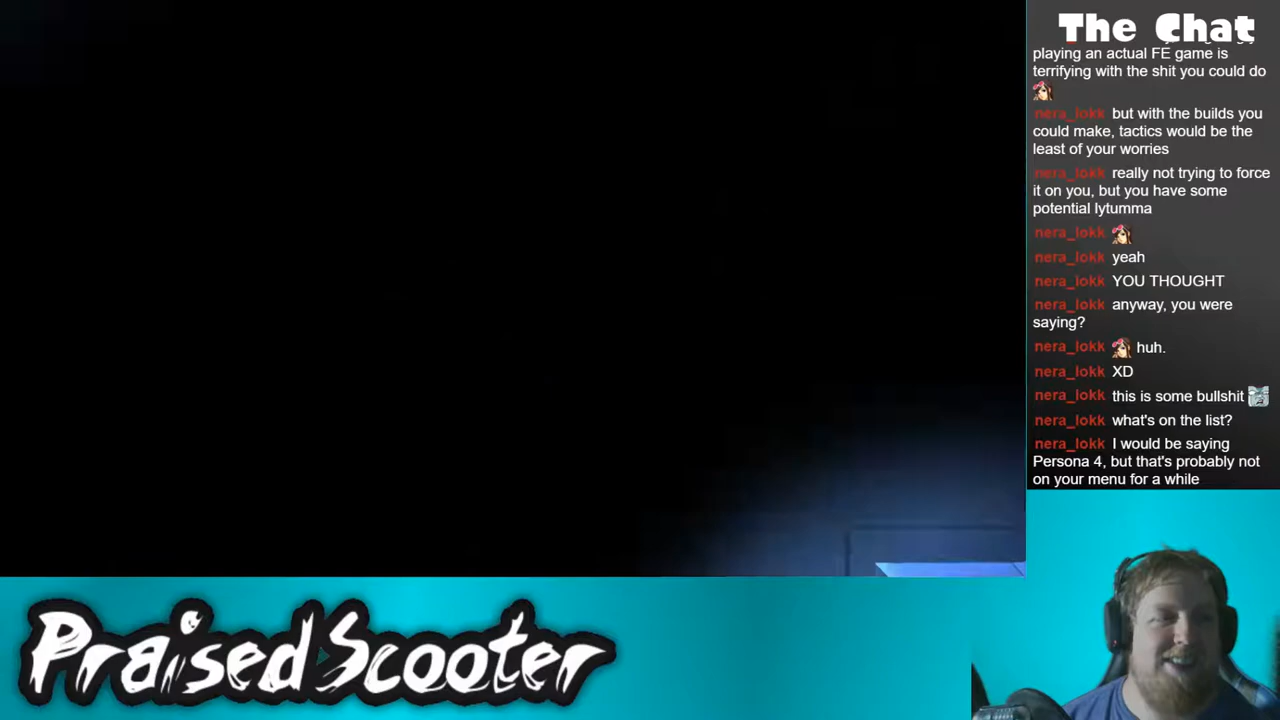 The Chat
playing an actual FE game is
terrifying with the shit you could do
nera_lokk but with the builds you
could make, tactics would be the
least of your worries
nera_lokk really not trying to force
it on you, but you have some
potential lytumma
nera_lokk
nera_lokk yeah
nera_lokk YOU THOUGHT
nera_lokk anyway, you were
saying?
nera_lokk huh.
nera_lokk XD
nera_lokk this is some bullshit
nera_lokk what's on the list?
nera_lokk I would be saying
Persona 4, but that's probably not
on your menu for a while
PraisedScooter